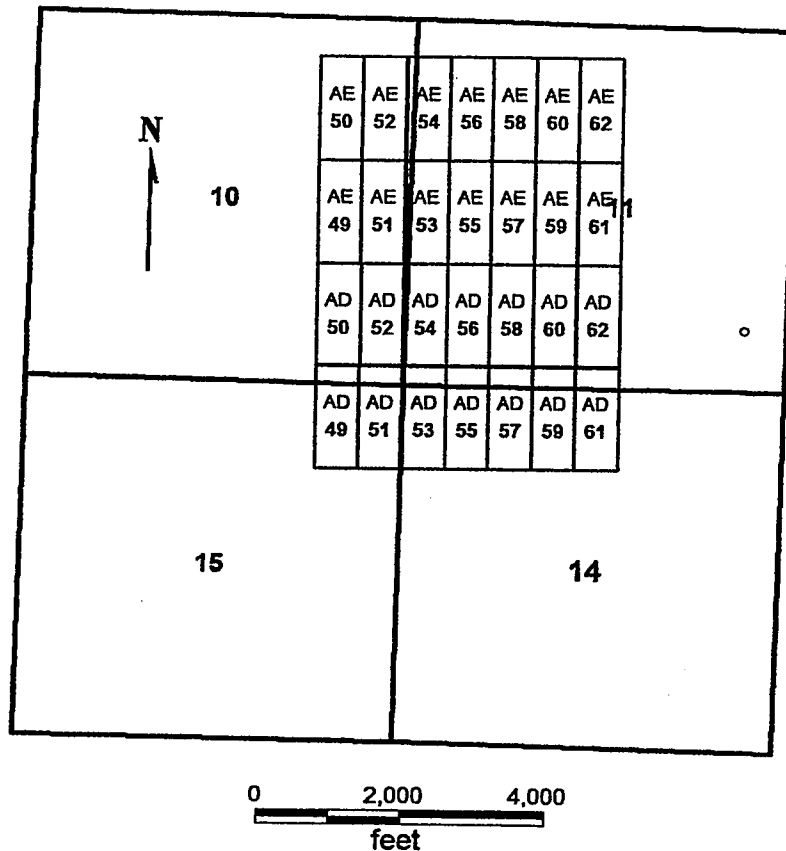 N
10
11
AE AE AE AE AE AE AE
50 52 54 56 58 60 62
AE AE AE AE AE AE AE
49 51 53 55 57 59 61
AD AD AD AD AD AD AD
50 52 54 56 58 60 62
AD AD AD AD AD AD AD
49 51 53 55 57 59 61
15
14
0 2,000 4,000
feet